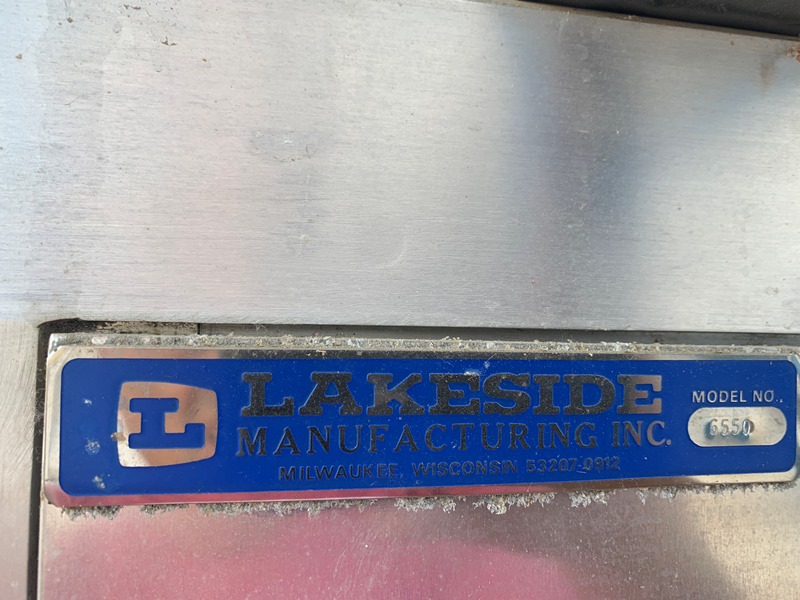 L
LAKESIDE
MANUFACTURING INC.
MILWAUKEE, WISCONSIN 53207-0912
MODEL NO.
6550